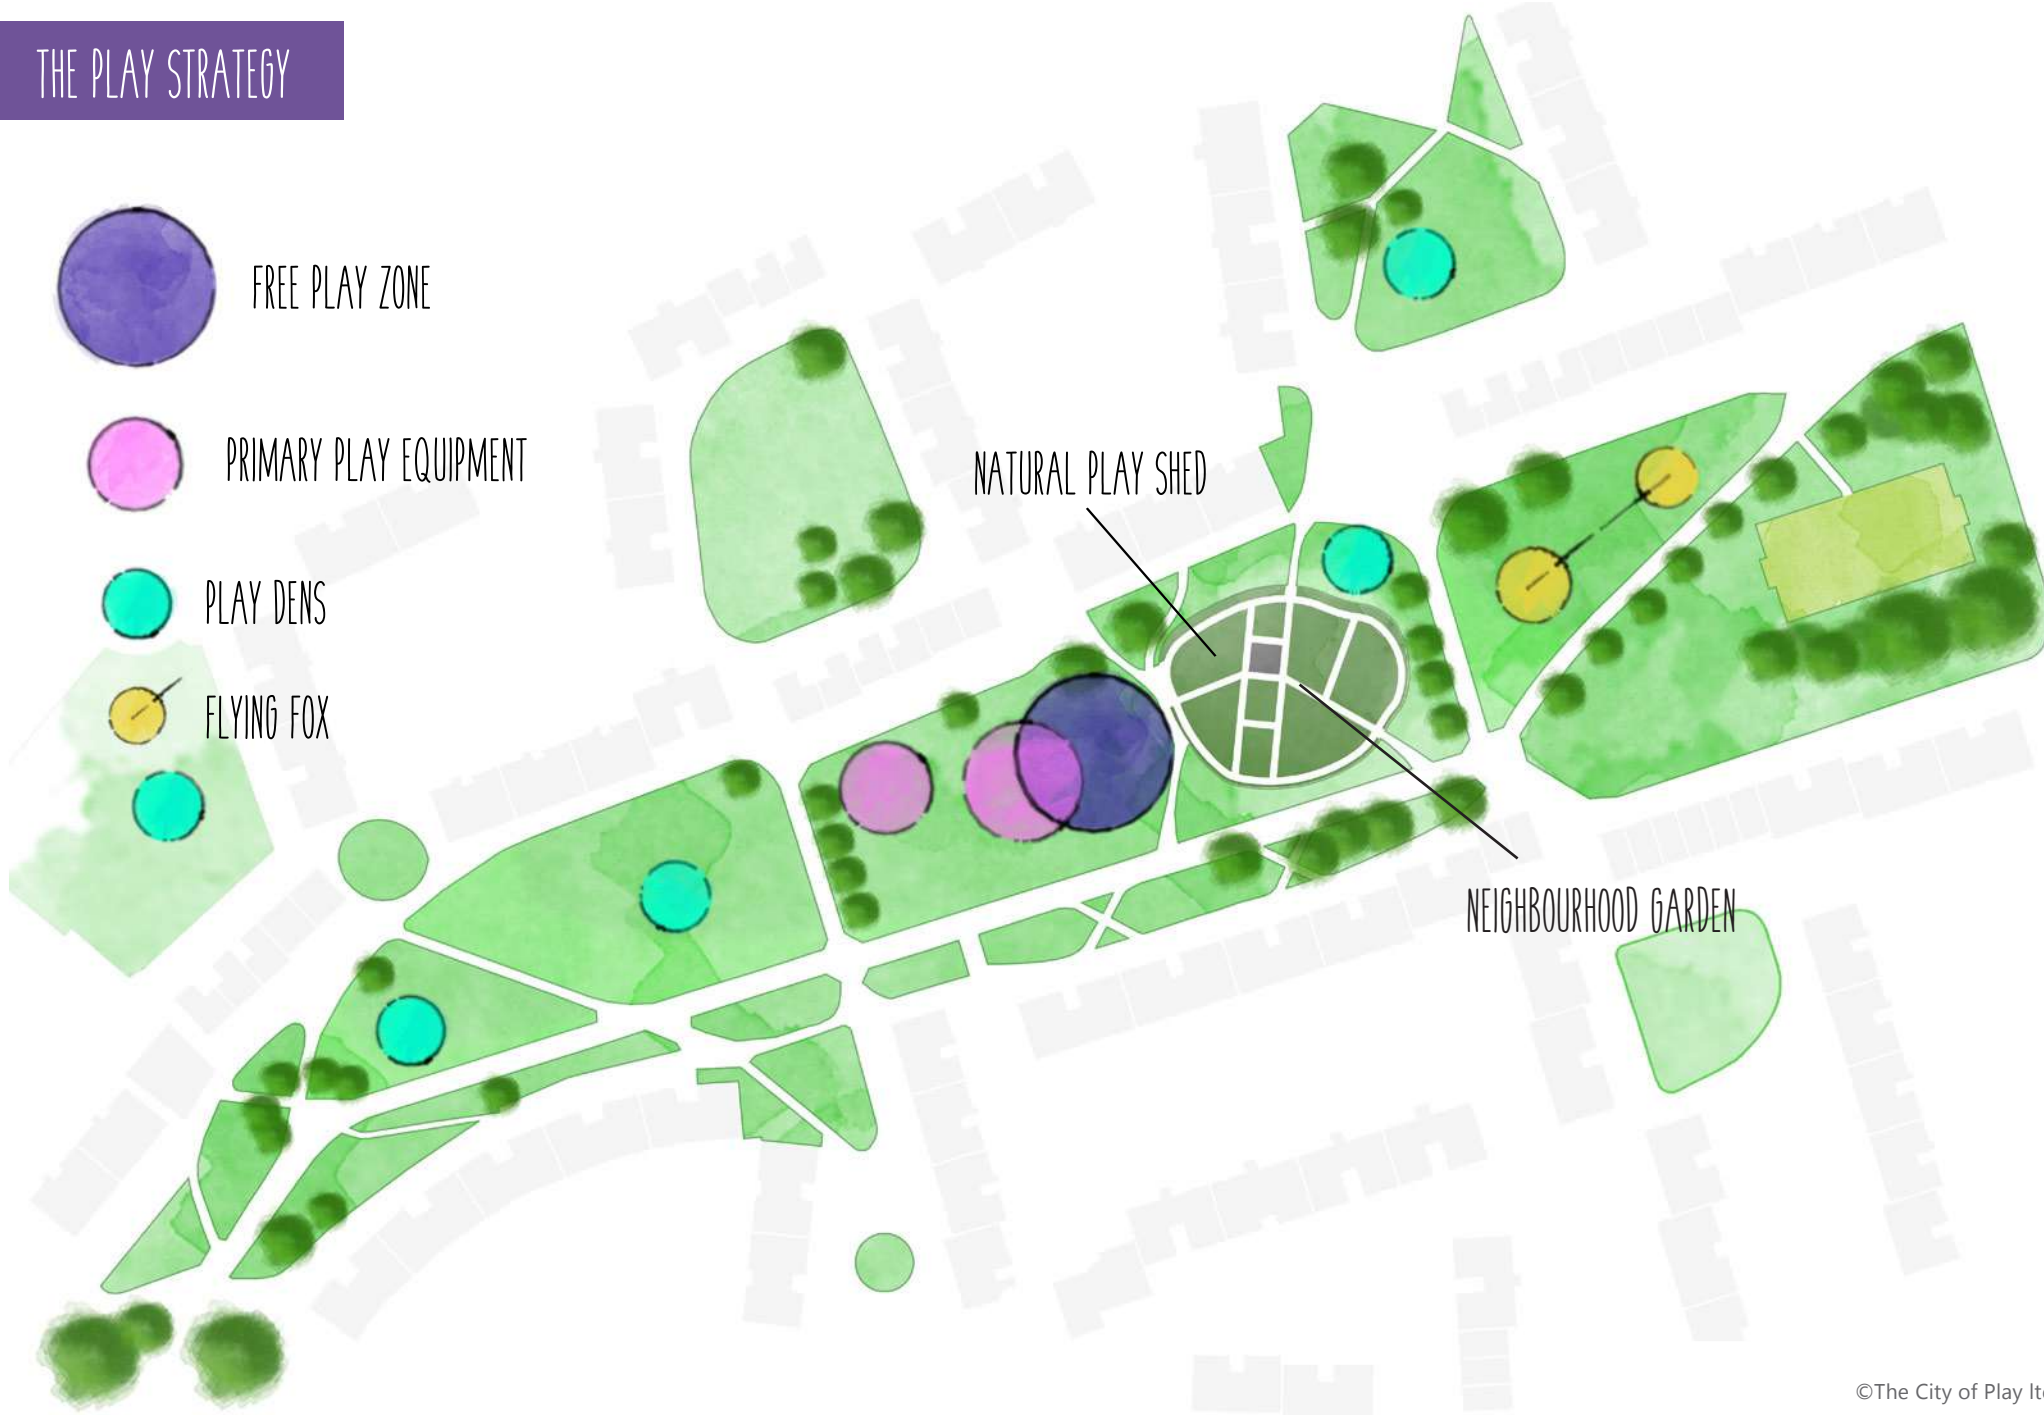 THE PLAY STRATEGY
FREE PLAY ZONE
PRIMARY PLAY EQUIPMENT
NATURAL PLAY SHED
PLAY DENS
FLYING FOX
NEIGHBOURHOOD GARDEN
©The City of Play lt